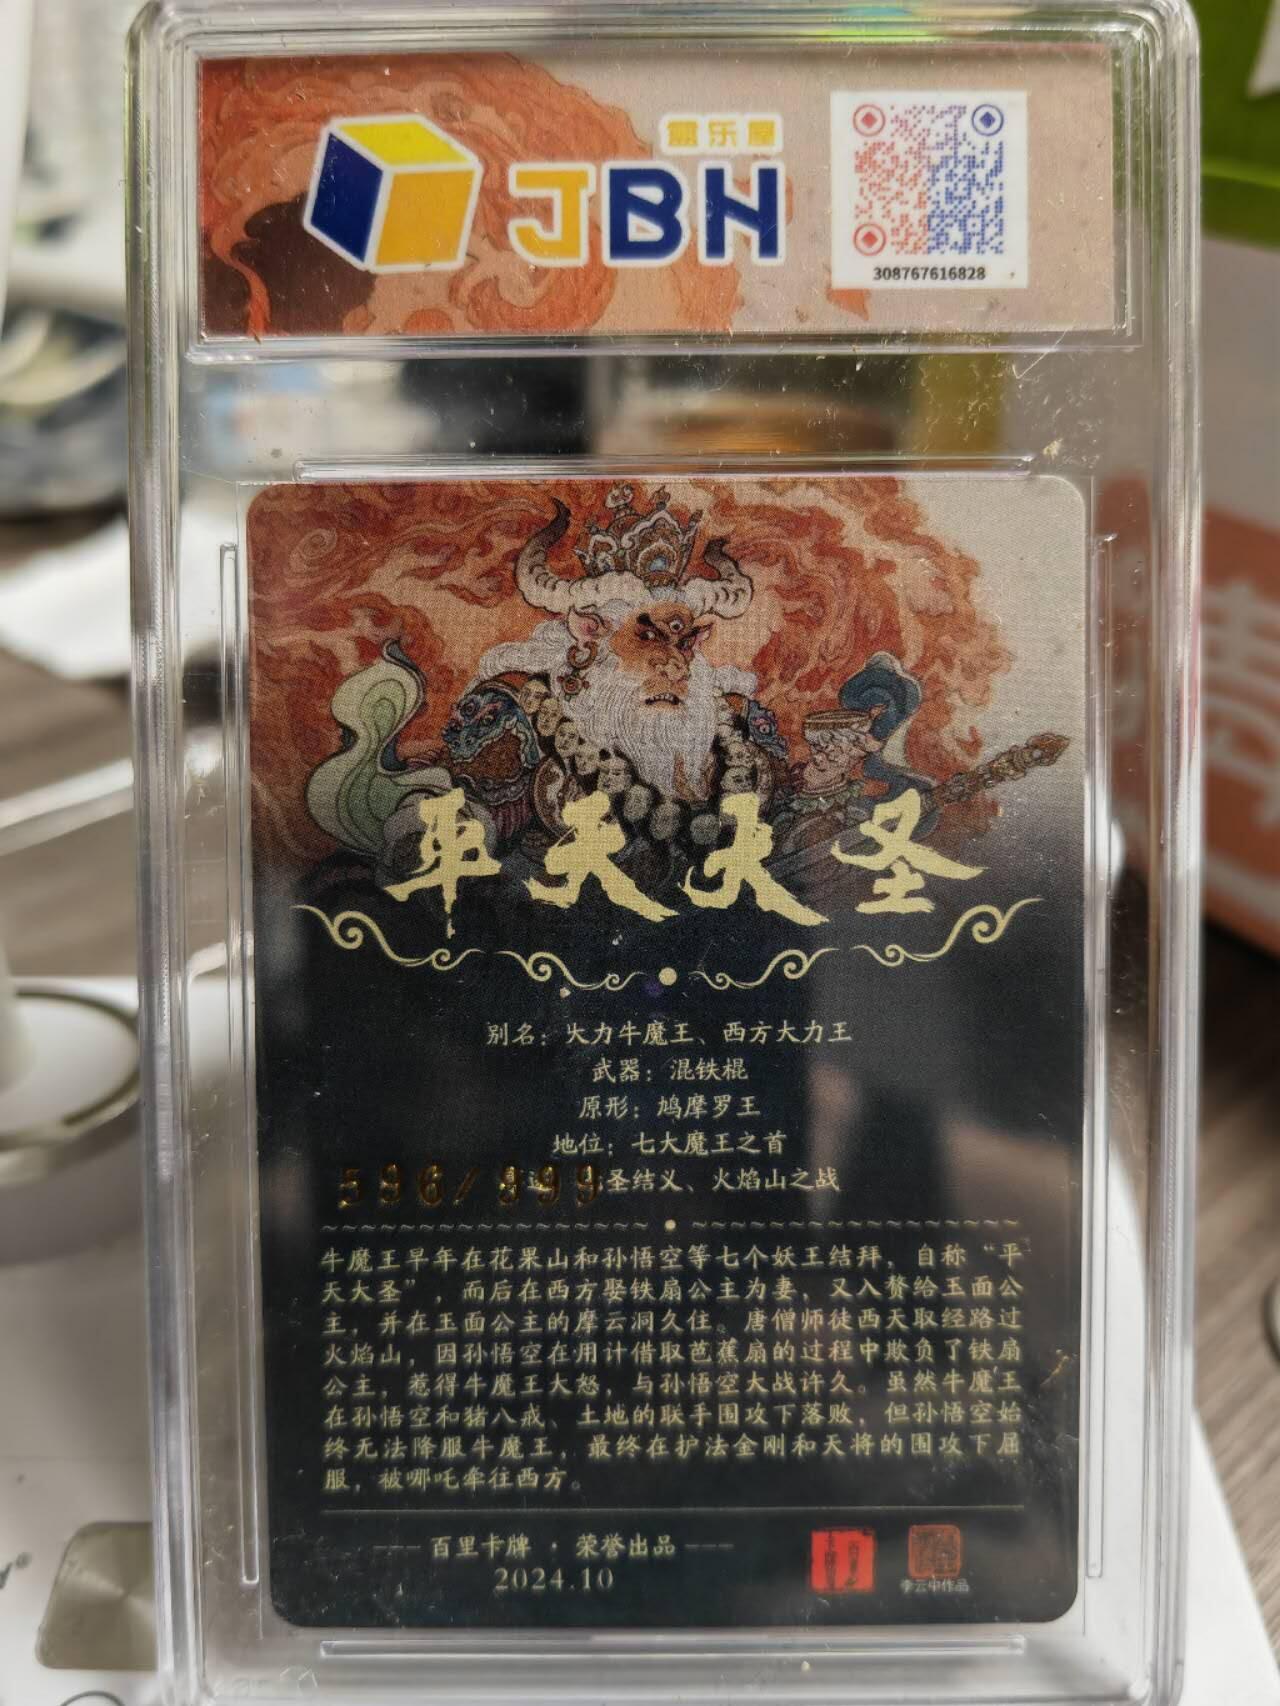 乐屋
JBH
308767616828
平天大圣
别名：大力牛魔王、西方大力王
武器：混铁棍
原形：鸠摩罗王
地位：七大魔王之首
596/999 圣结义、火焰山之战
牛魔王早年在花果山和孙悟空等七个妖王结拜，自称“平
天大圣”，而后在西方娶铁扇公主为妻，又入赘给玉面公
主，并在玉面公主的摩云洞久住。唐僧师徒西天取经路过
火焰山，因孙悟空在用计借取芭蕉扇的过程中欺负了铁扇
公主，惹得牛魔王大怒，与孙悟空大战许久。虽然牛魔王
在孙悟空和猪八戒、土地的联手围攻下落败，但孙悟空始
终无法降服牛魔王，最终在护法金刚和天将的围攻下屈
服，被哪吒牵往西方。
百里卡牌 · 荣誉出品
2024.10
李云中作品